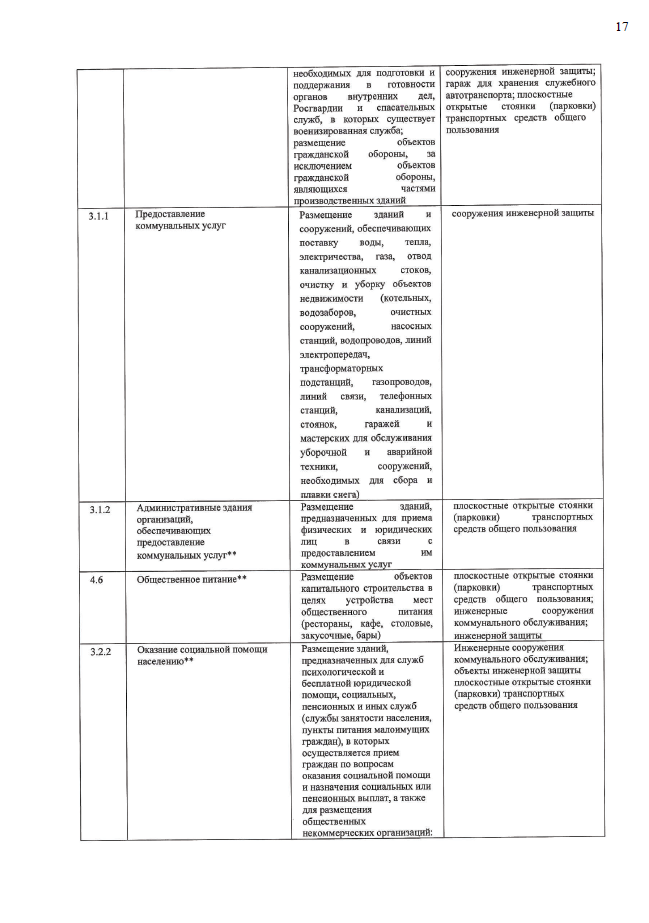 17
необходимых для подготовки и
поддержания в готовности
органов внутренних дел,
Росгвардии и спасательных
служб, в которых существует
военизированная служба;
размещение объектов
гражданской обороны, за
исключением объектов
гражданской обороны,
являющихся частями
производственных зданий
сооружения инженерной защиты;
гараж для хранения служебного
автотранспорта; плоскостные
открытые стоянки (парковки)
транспортных средств общего
пользования
3.1.1
Предоставление
коммунальных услуг
Размещение зданий и
сооружений, обеспечивающих
поставку воды, тепла,
электричества, газа, отвод
канализационных стоков,
очистку и уборку объектов
недвижимости (котельных,
водозаборов, очистных
сооружений, насосных
станций, водопроводов, линий
электропередач,
трансформаторных
подстанций, газопроводов,
линий связи, телефонных
станций, канализаций,
стоянок, гаражей и
мастерских для обслуживания
уборочной и аварийной
техники, сооружений,
необходимых для сбора и
плавки снега)
сооружения инженерной защиты
3.1.2
Административные здания
организаций,
обеспечивающих
предоставление
коммунальных услуг**
Размещение зданий,
предназначенных для приема
физических и юридических
лиц в связи с
предоставлением им
коммунальных услуг
плоскостные открытые стоянки
(парковки) транспортных
средств общего пользования
4.6
Общественное питание**
Размещение объектов
капитального строительства в
целях устройства мест
общественного питания
(рестораны, кафе, столовые,
закусочные, бары)
плоскостные открытые стоянки
(парковки) транспортных
средств общего пользования;
инженерные сооружения
коммунального обслуживания;
инженерной защиты
3.2.2
Оказание социальной помощи
населению**
Размещение зданий,
предназначенных для служб
психологической и
бесплатной юридической
помощи, социальных,
пенсионных и иных служб
(службы занятости населения,
пункты питания малоимущих
граждан), в которых
осуществляется прием
граждан по вопросам
оказания социальной помощи
и назначения социальных или
пенсионных выплат, а также
для размещения
общественных
некоммерческих организаций:
Инженерные сооружения
коммунального обслуживания;
объекты инженерной защиты
плоскостные открытые стоянки
(парковки) транспортных
средств общего пользования